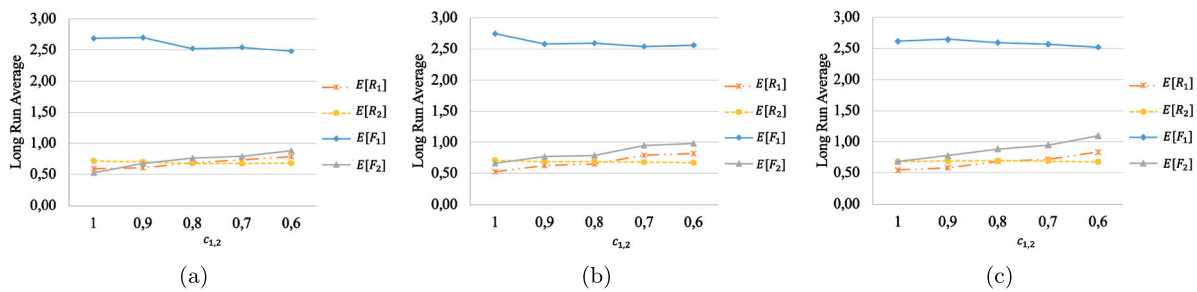 3,00
2,50
2,00
1,50
1,00
0,50
0,00
Long Run Average
1 0,9 0,8 0,7 0,6
c1,2
E[R1]
E[R2]
E[F1]
E[F2]
(a)
3,00
2,50
2,00
1,50
1,00
0,50
0,00
Long Run Average
1 0,9 0,8 0,7 0,6
c1,2
E[R1]
E[R2]
E[F1]
E[F2]
(b)
3,00
2,50
2,00
1,50
1,00
0,50
0,00
Long Run Average
1 0,9 0,8 0,7 0,6
c1,2
E[R1]
E[R2]
E[F1]
E[F2]
(c)